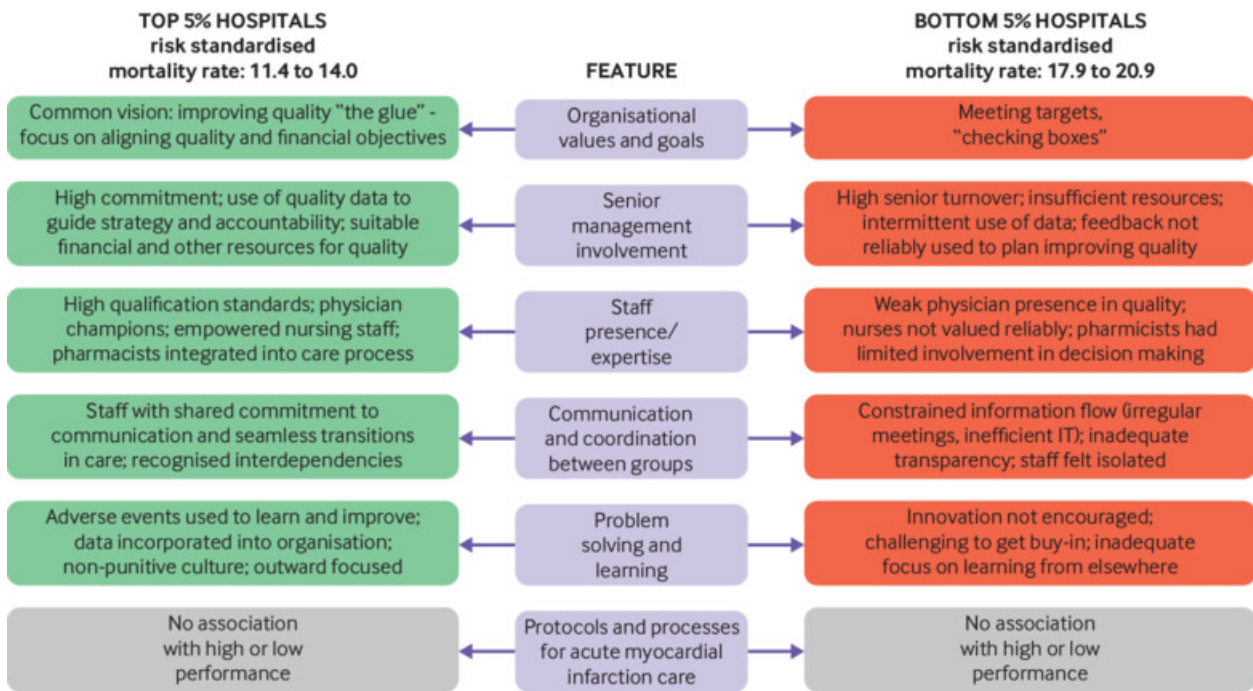 TOP 5% HOSPITALS
risk standardised
mortality rate: 11.4 to 14.0
FEATURE
BOTTOM 5% HOSPITALS
risk standardised
mortality rate: 17.9 to 20.9
Common vision: improving quality "the glue" -
focus on aligning quality and financial objectives
Organisational
values and goals
Meeting targets,
"checking boxes"
High commitment; use of quality data to
guide strategy and accountability; suitable
financial and other resources for quality
Senior
management
involvement
High senior turnover; insufficient resources;
intermittent use of data; feedback not
reliably used to plan improving quality
High qualification standards; physician
champions; empowered nursing staff;
pharmacists integrated into care process
Staff
presence/
expertise
Weak physician presence in quality;
nurses not valued reliably; pharmicists had
limited involvement in decision making
Staff with shared commitment to
communication and seamless transitions
in care; recognised interdependencies
Communication
and coordination
between groups
Constrained information flow (irregular
meetings, inefficient IT); inadequate
transparency; staff felt isolated
Adverse events used to learn and improve;
data incorporated into organisation;
non-punitive culture; outward focused
Problem
solving and
learning
Innovation not encouraged;
challenging to get buy-in; inadequate
focus on learning from elsewhere
No association
with high or low
performance
Protocols and processes
for acute myocardial
infarction care
No association
with high or low
performance